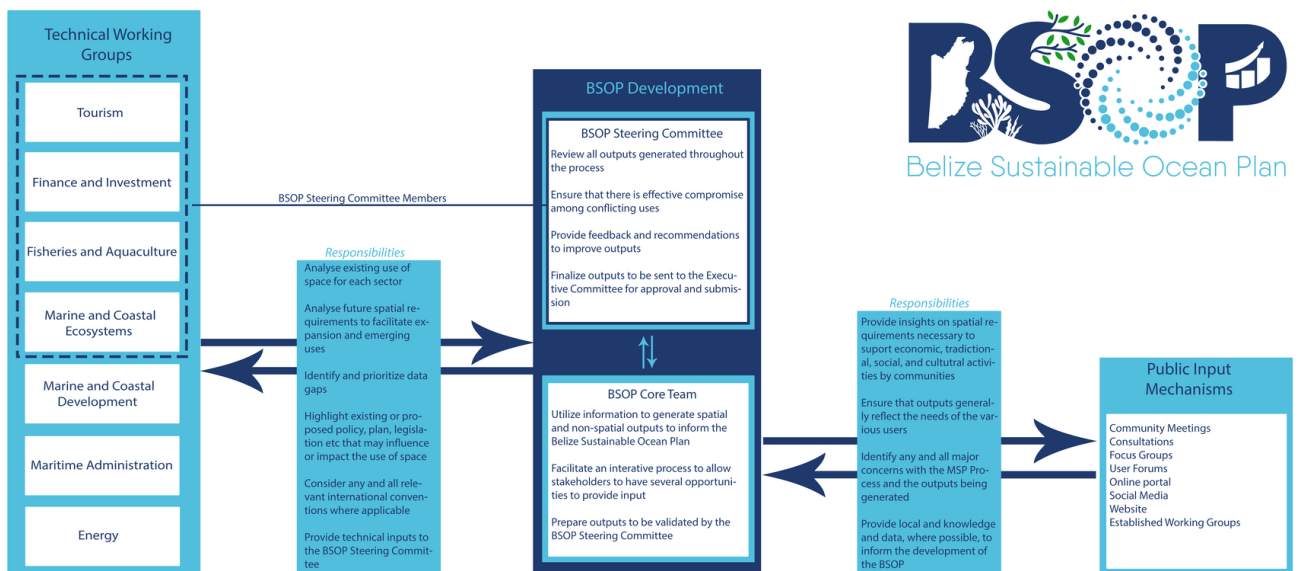 Technical Working
Groups
Tourism
Finance and Investment
Fisheries and Aquaculture
Marine and Coastal
Ecosystems
Marine and Coastal
Development
Maritime Administration
Energy
BSOP Steering Committee Members
Responsibilities
Analyse existing use of
space for each sector
Analyse future spatial re-
quirements to facilitate ex-
pansion and emerging
uses
Identify and prioritize data
gaps
Highlight existing or pro-
posed policy, plan, legisla-
tion etc that may influence
or impact the use of space
Consider any and all rele-
vant international conven-
tions where applicable
Provide technical inputs to
the BSOP Steering Commit-
tee
BSOP Development
BSOP Steering Committee
Review all outputs generated throughout
the process
Ensure that there is effective compromise
among conflicting uses
Provide feedback and recommendations
to improve outputs
Finalize outputs to be sent to the Execu-
tive Committee for approval and submis-
sion
BSOP Core Team
Utilize information to generate spatial
and non-spatial outputs to inform the
Belize Sustainable Ocean Plan
Facilitate an interative process to allow
stakeholders to have several opportuni-
ties to provide input
Prepare outputs to be validated by the
BSOP Steering Committee
Responsibilities
Provide insights on spatial re-
quirements necessary to
suport economic, tradiction-
al, social, and cultutral activi-
ties by communities
Ensure that outputs general-
ly reflect the needs of the var-
ious users
Identify any and all major
concerns with the MSP Pro-
cess and the outputs being
generated
Provide local and knowledge
and data, where possible, to
inform the development of
the BSOP
BSOP
Belize Sustainable Ocean Plan
Public Input
Mechanisms
Community Meetings
Consultations
Focus Groups
User Forums
Online portal
Social Media
Website
Established Working Groups